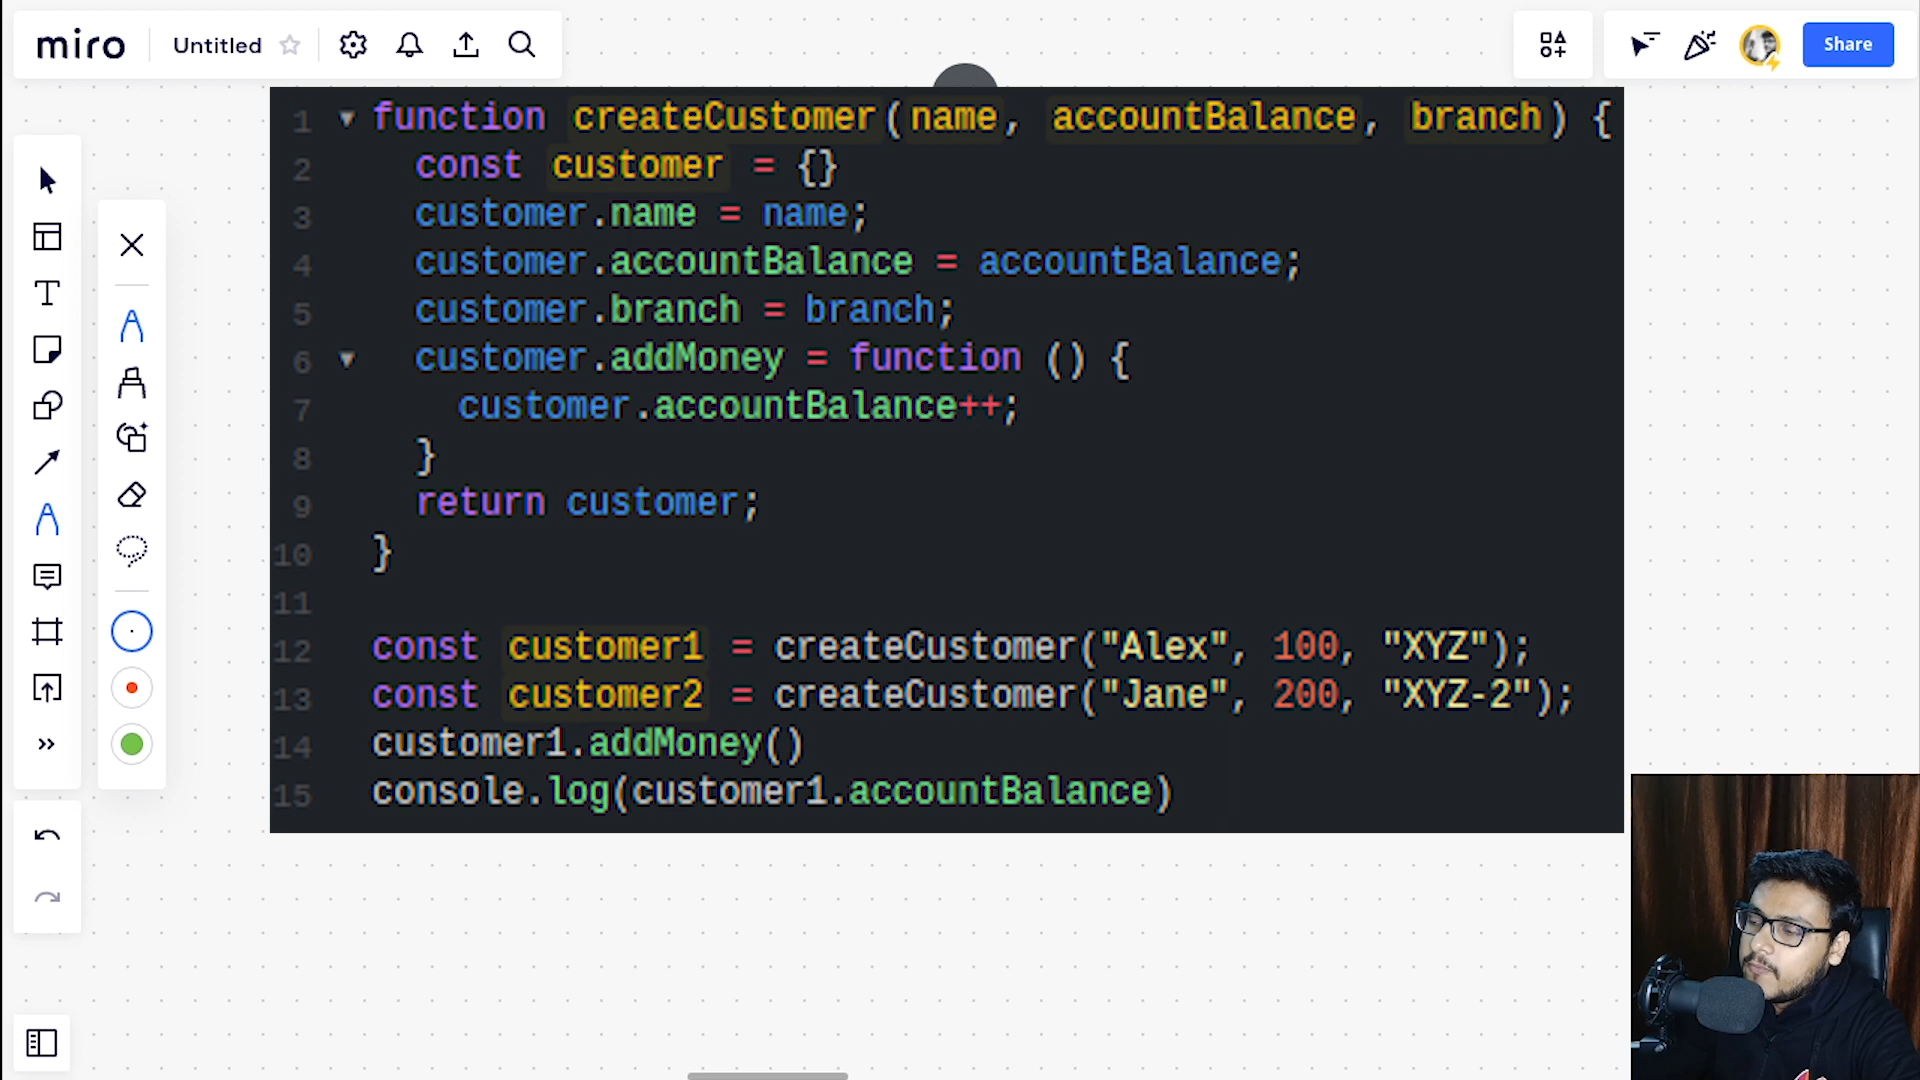 miro Untitled Share
1 function createCustomer(name, accountBalance, branch) {
2 const customer = {}
3 customer.name = name;
4 customer.accountBalance = accountBalance;
5 customer.branch = branch;
6 customer.addMoney = function () {
7 customer.accountBalance++;
8 }
9 return customer;
10 }
11
12 const customer1 = createCustomer("Alex", 100, "XYZ");
13 const customer2 = createCustomer("Jane", 200, "XYZ-2");
14 customer1.addMoney()
15 console.log(customer1.accountBalance)